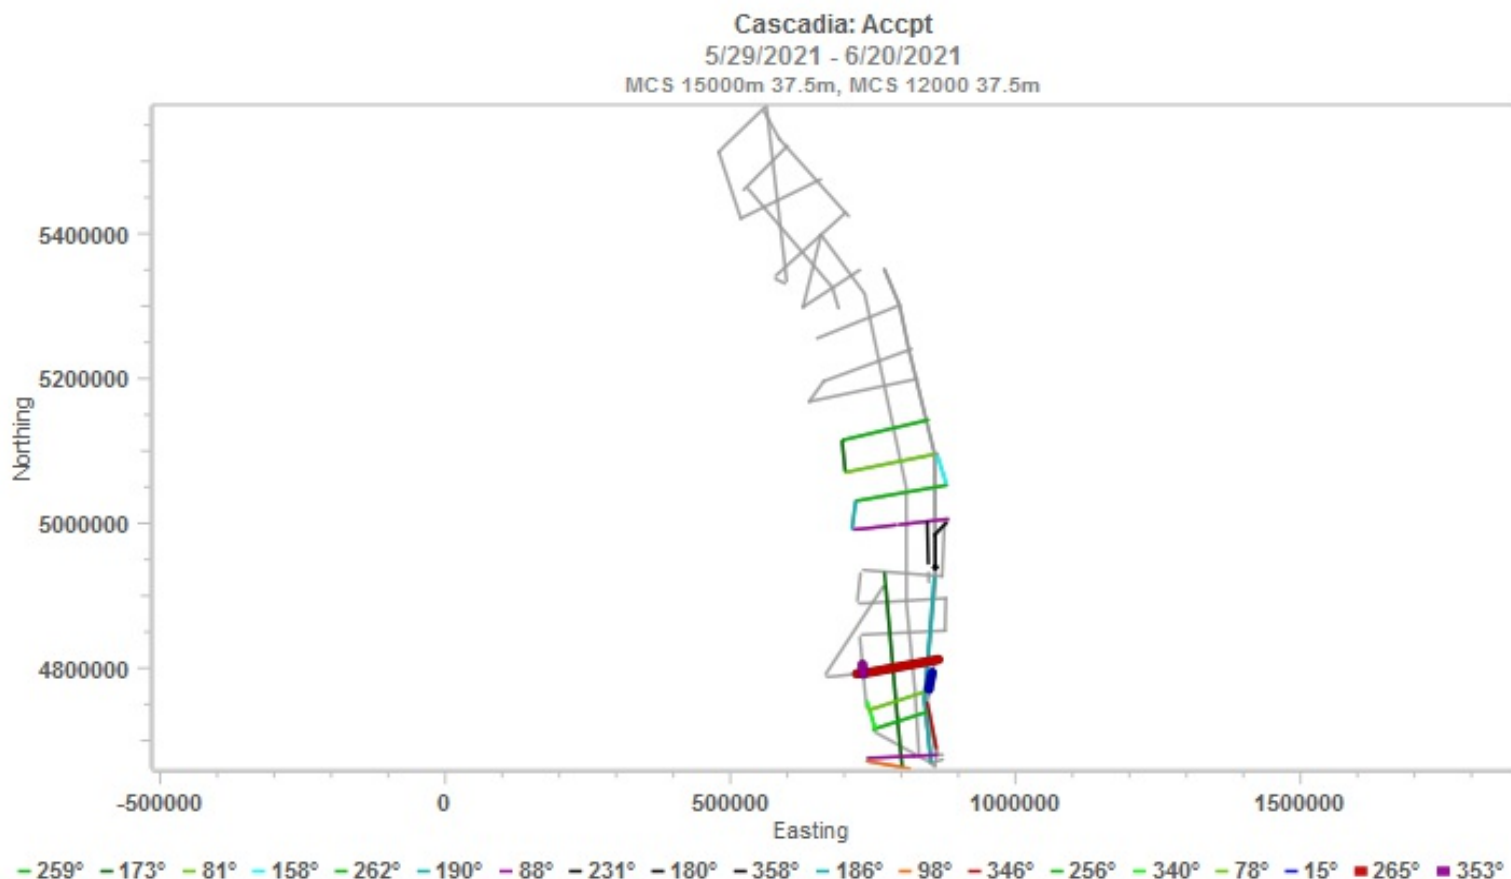 Cascadia: Accpt
5/29/2021 - 6/20/2021
MCS 15000m 37.5m, MCS 12000 37.5m
5400000
5200000
Northing
5000000
4800000
-500000 0 500000 1000000 1500000
Easting
259° 173° 81° 158° 262° 190° 88° 231° 180° 358° 186° 98° 346° 256° 340° 78° 15° 265° 353°